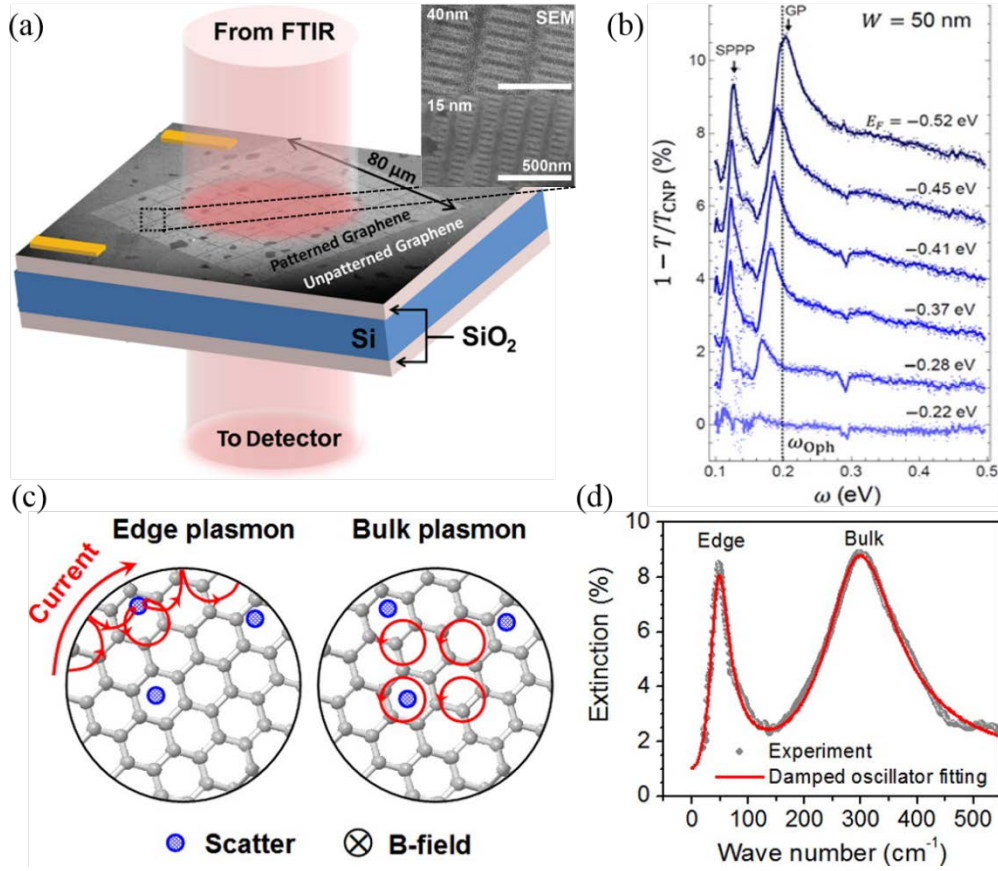 (a)
From FTIR
40nm
SEM
15 nm
500nm
80 µm
Patterned Graphene
Unpatterned Graphene
Si
SiO₂
To Detector
(b)
GP
W = 50 nm
SPPP
E_F = −0.52 eV
−0.45 eV
−0.41 eV
−0.37 eV
−0.28 eV
−0.22 eV
ω_Oph
10
8
6
4
2
0
1 − T/T_CNP (%)
0.1 0.2 0.3 0.4 0.5
ω (eV)
(c)
Edge plasmon
Bulk plasmon
Current
Scatter
B-field
(d)
10
8
6
4
2
0
Extinction (%)
Edge
Bulk
Experiment
Damped oscillator fitting
0 100 200 300 400 500
Wave number (cm⁻¹)